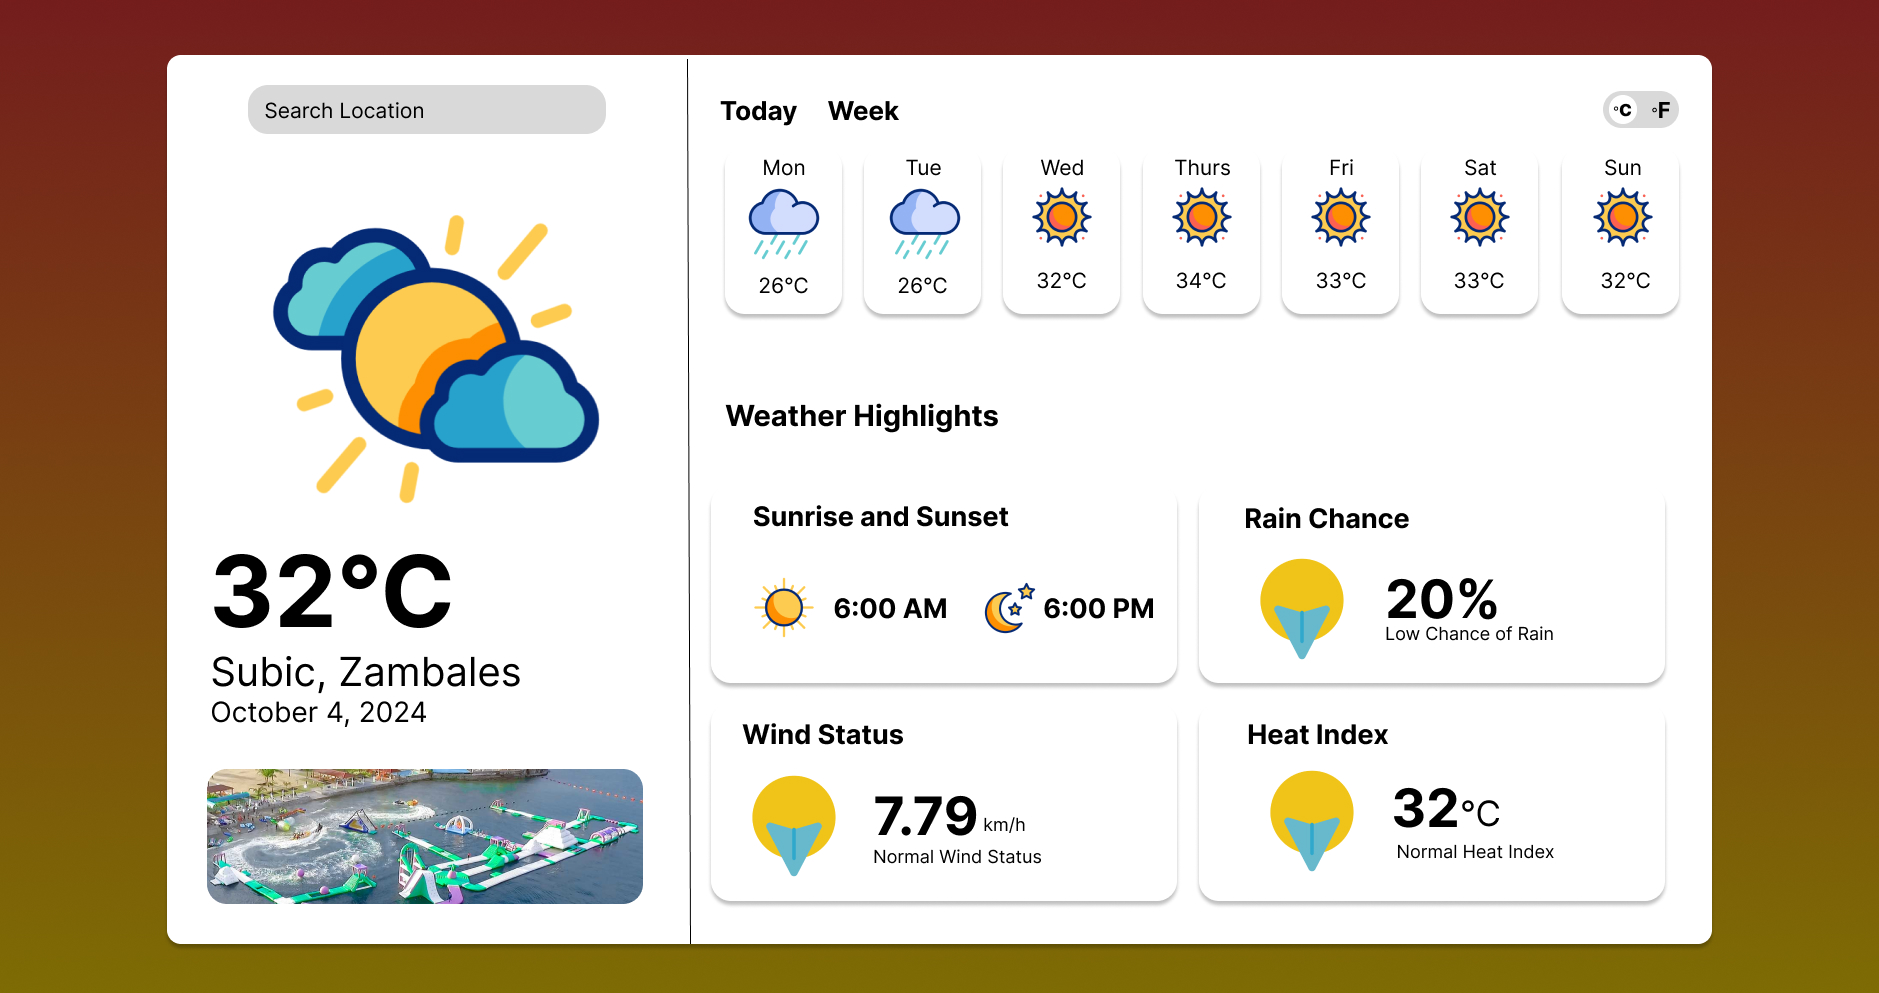 Search Location
32°C
Subic, Zambales
October 4, 2024
Today Week
°C °F
Mon Tue Wed Thurs Fri Sat Sun
26°C 26°C 32°C 34°C 33°C 33°C 32°C
Weather Highlights
Sunrise and Sunset
6:00 AM 6:00 PM
Rain Chance
20%
Low Chance of Rain
Wind Status
7.79 km/h
Normal Wind Status
Heat Index
32°C
Normal Heat Index